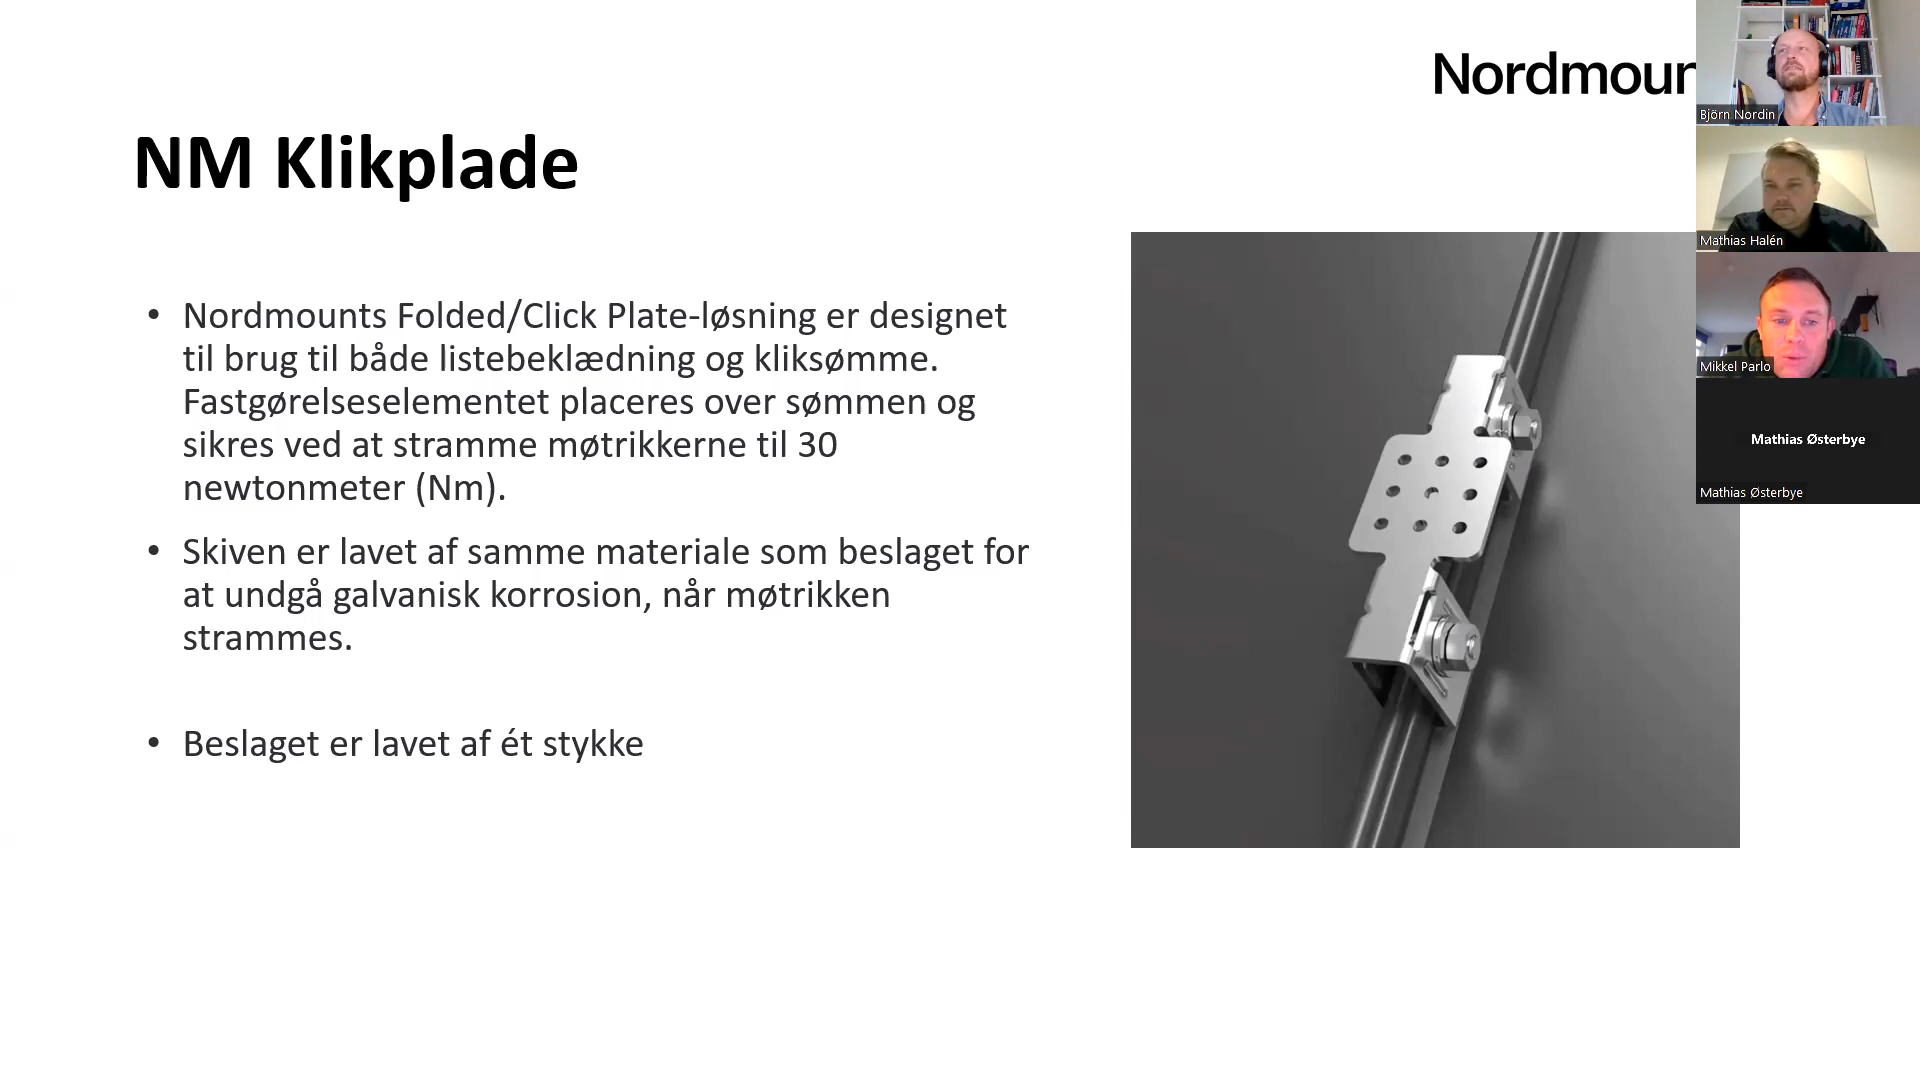 Nordmoun
NM Klikplade
• Nordmounts Folded/Click Plate-løsning er designet
til brug til både listebeklædning og kliksømme.
Fastgørelseselementet placeres over sømmen og
sikres ved at stramme møtrikkerne til 30
newtonmeter (Nm).
• Skiven er lavet af samme materiale som beslaget for
at undgå galvanisk korrosion, når møtrikken
strammes.
• Beslaget er lavet af ét stykke
Björn Nordin
Mathias Halén
Mikkel Parlo
Mathias Østerbye
Mathias Østerbye